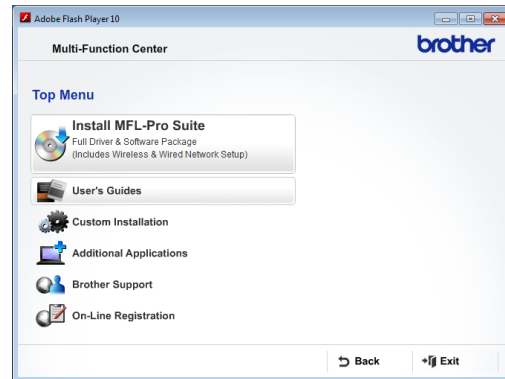 Adobe Flash Player 10
Multi-Function Center
brother
Top Menu
Install MFL-Pro Suite
Full Driver & Software Package
(Includes Wireless & Wired Network Setup)
User's Guides
Custom Installation
Additional Applications
Brother Support
On-Line Registration
Back
Exit